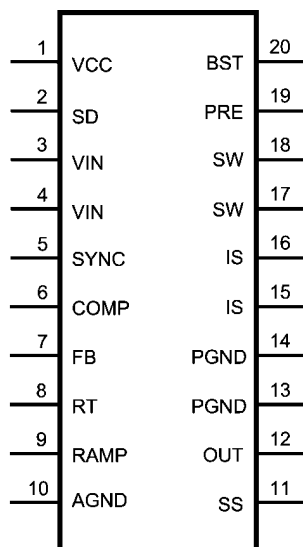 1 VCC BST 20
2 SD PRE 19
3 VIN SW 18
4 VIN SW 17
5 SYNC IS 16
6 COMP IS 15
7 FB PGND 14
8 RT PGND 13
9 RAMP OUT 12
10 AGND SS 11